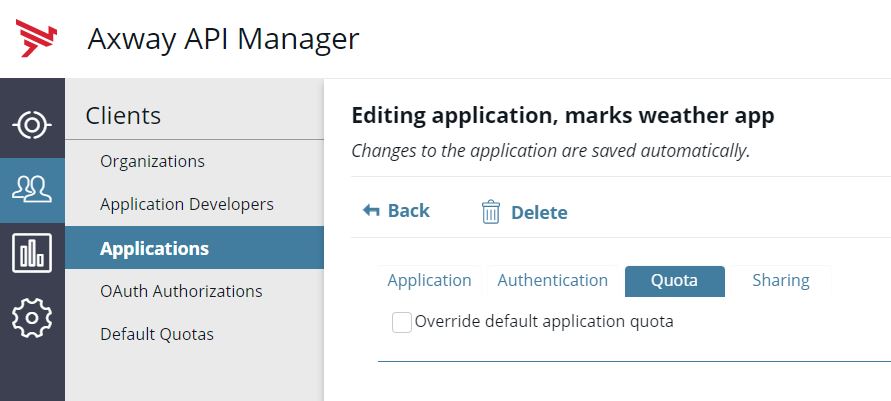 Axway API Manager
Clients
Organizations
Application Developers
Applications
OAuth Authorizations
Default Quotas
Editing application, marks weather app
Changes to the application are saved automatically.
Back Delete
Application Authentication Quota Sharing
Override default application quota